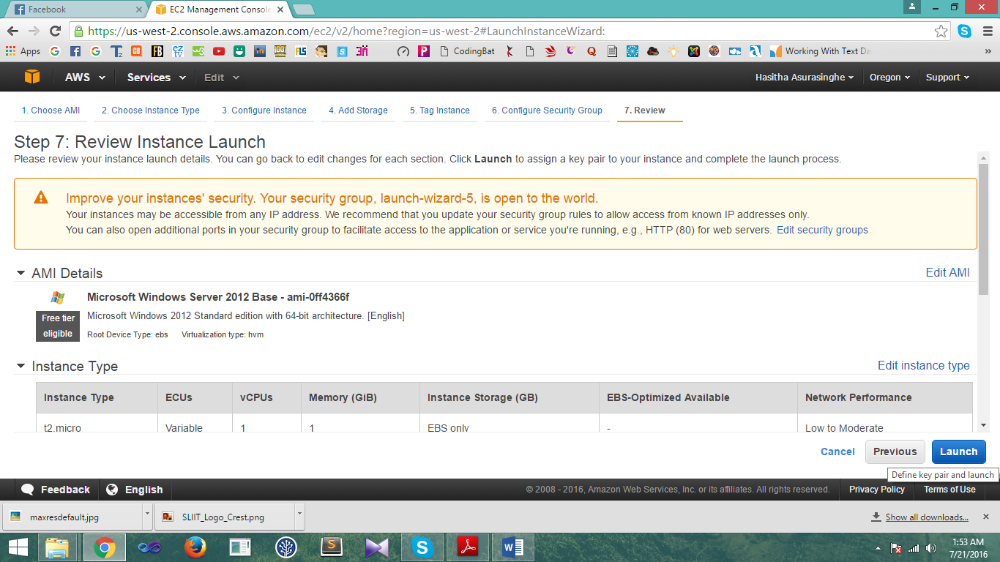 Facebook
EC2 Management Console
https://us-west-2.console.aws.amazon.com/ec2/v2/home?region=us-west-2#LaunchInstanceWizard:
Apps
CodingBat
Working With Text Da
AWS Services Edit
Hasitha Asurasinghe Oregon Support
1. Choose AMI 2. Choose Instance Type 3. Configure Instance 4. Add Storage 5. Tag Instance 6. Configure Security Group 7. Review
Step 7: Review Instance Launch
Please review your instance launch details. You can go back to edit changes for each section. Click Launch to assign a key pair to your instance and complete the launch process.
Improve your instances' security. Your security group, launch-wizard-5, is open to the world.
Your instances may be accessible from any IP address. We recommend that you update your security group rules to allow access from known IP addresses only.
You can also open additional ports in your security group to facilitate access to the application or service you're running, e.g., HTTP (80) for web servers. Edit security groups
AMI Details
Edit AMI
Microsoft Windows Server 2012 Base - ami-0ff4366f
Free tier
eligible
Microsoft Windows 2012 Standard edition with 64-bit architecture. [English]
Root Device Type: ebs Virtualization type: hvm
Instance Type
Edit instance type
Instance Type ECUs vCPUs Memory (GiB) Instance Storage (GB) EBS-Optimized Available Network Performance
t2.micro Variable 1 1 EBS only - Low to Moderate
Cancel Previous Launch
Define key pair and launch
Feedback English
© 2008 - 2016, Amazon Web Services, Inc. or its affiliates. All rights reserved. Privacy Policy Terms of Use
maxresdefault.jpg
SLIIT_Logo_Crest.png
Show all downloads...
1:53 AM
7/21/2016